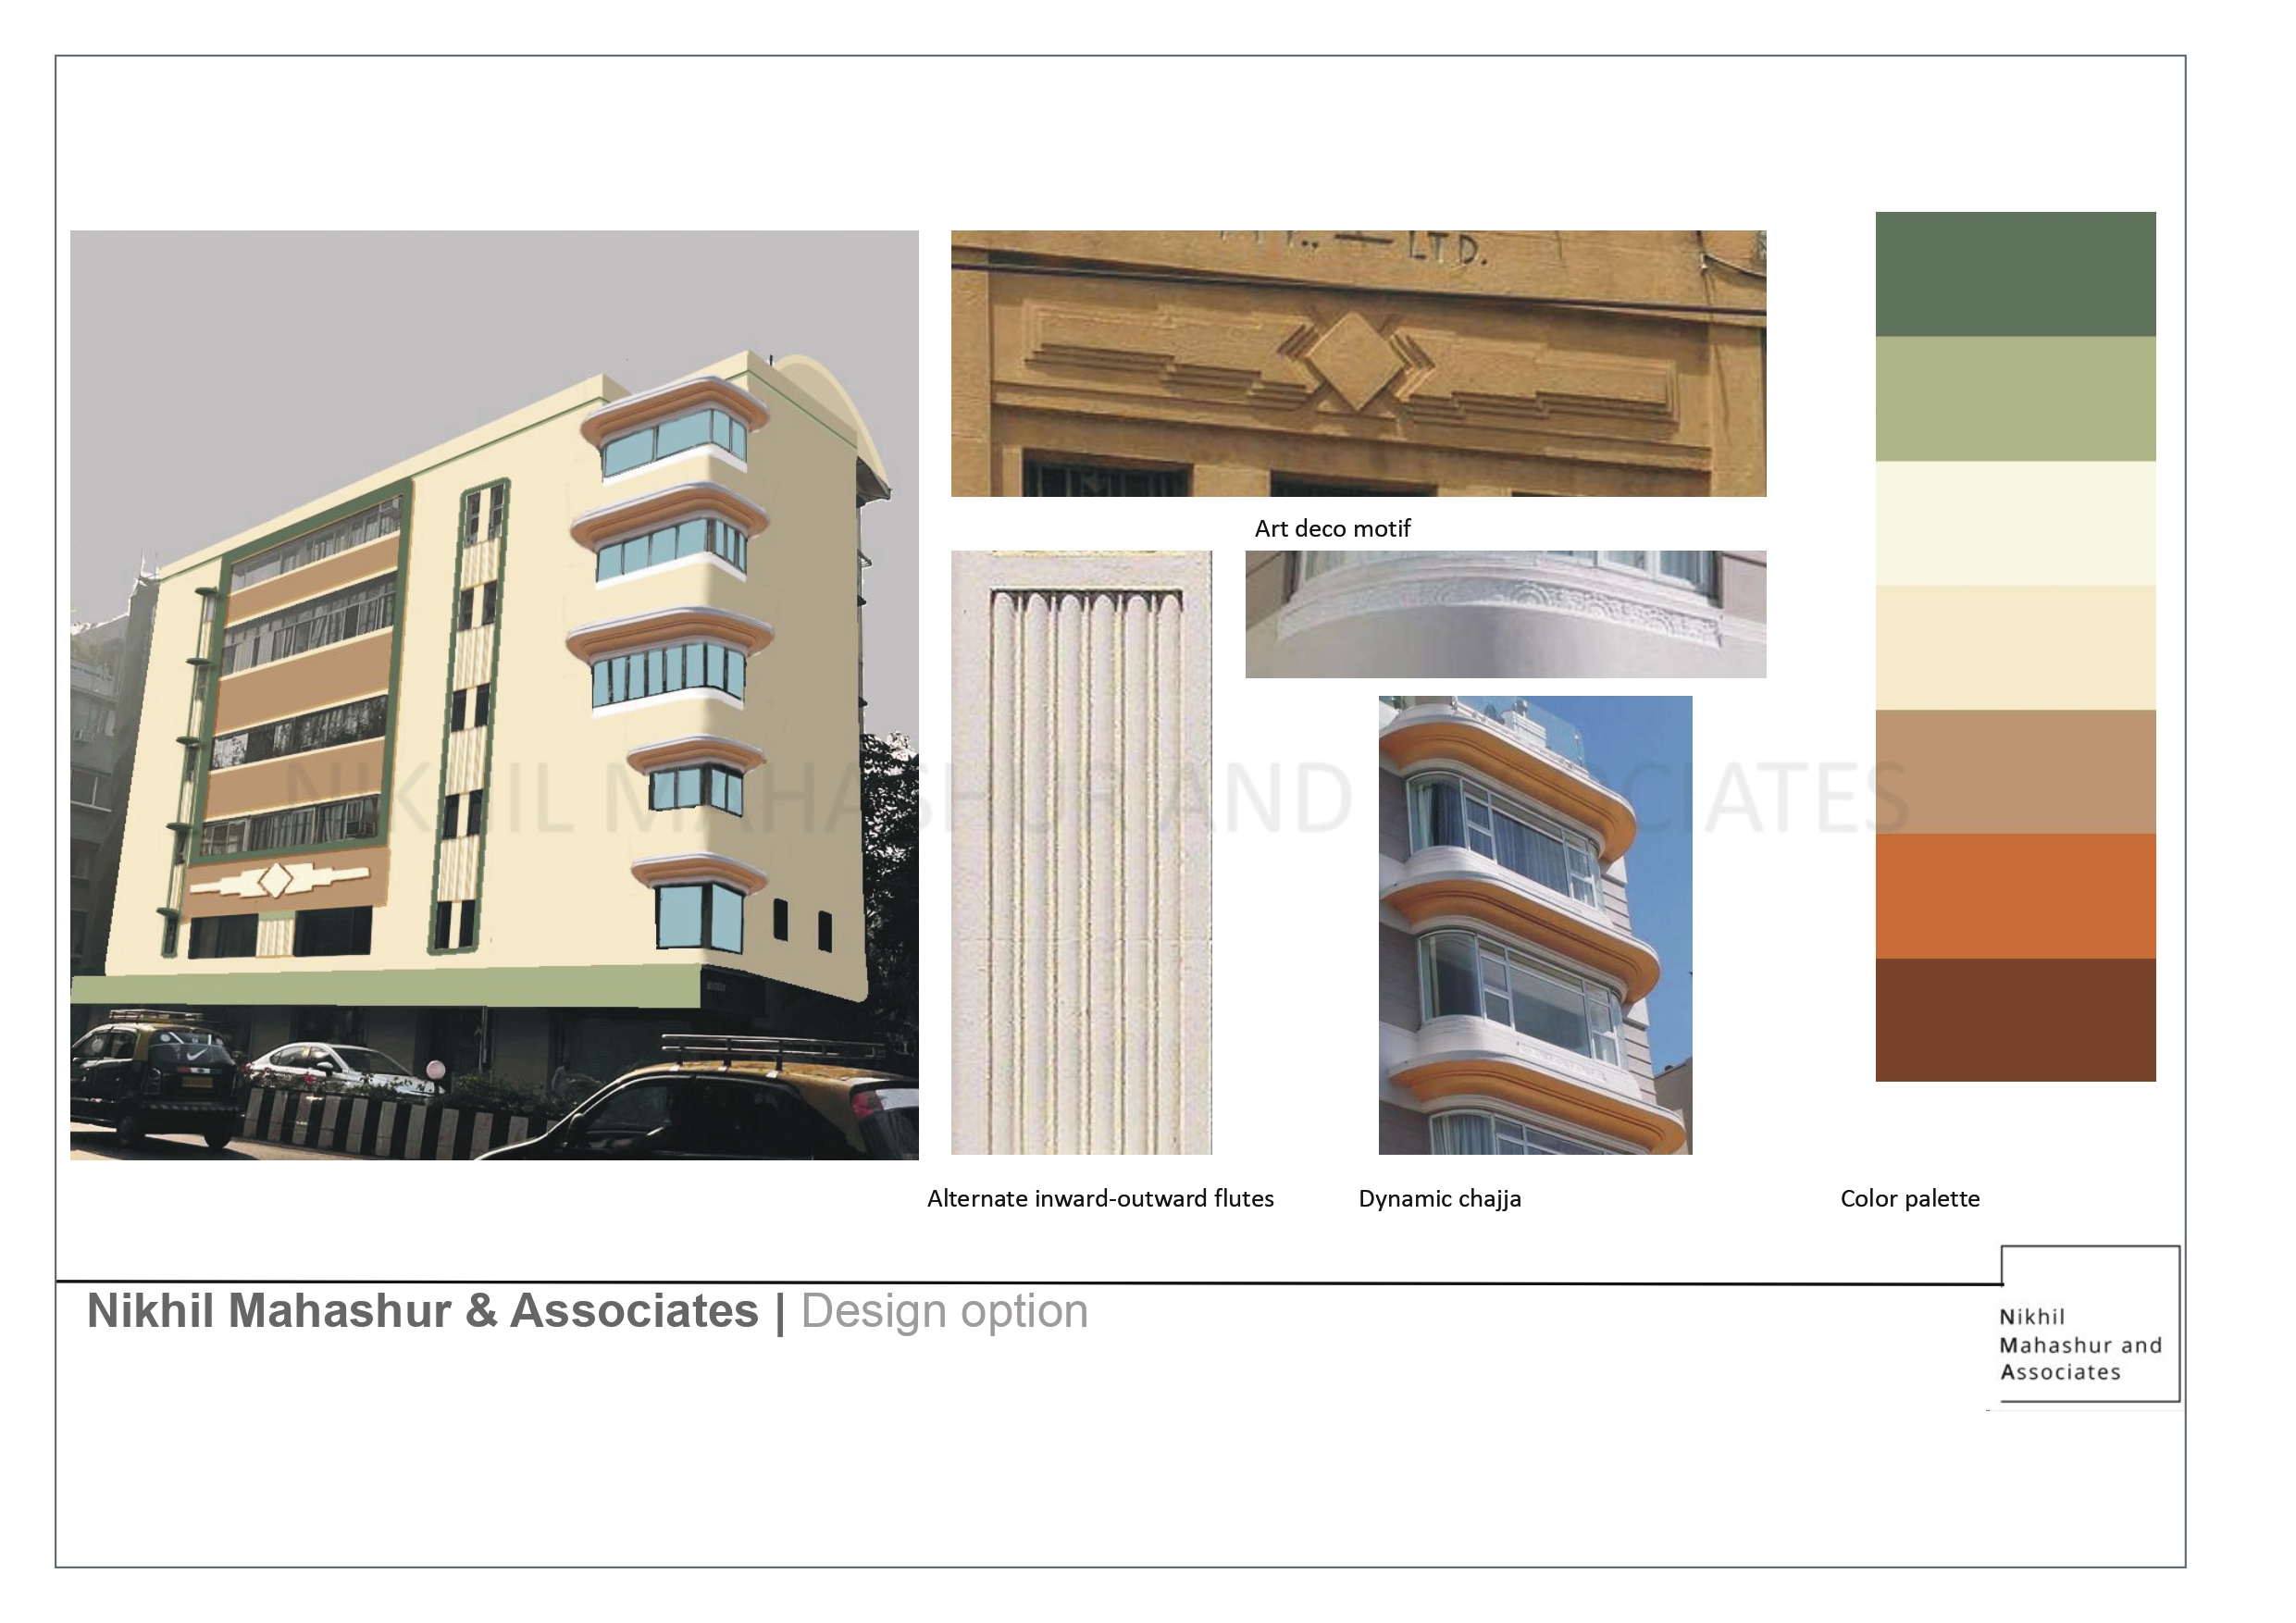 LTD.
Art deco motif
NIKHIL MAHASHUR AND ASSOCIATES
Alternate inward-outward flutes
Dynamic chajja
Color palette
Nikhil Mahashur & Associates | Design option
Nikhil
Mahashur and
Associates